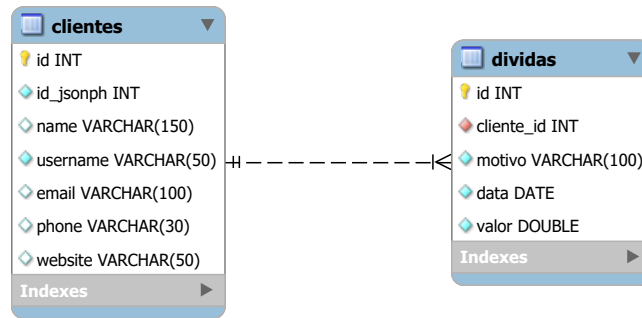 clientes
id INT
id_jsonph INT
name VARCHAR(150)
username VARCHAR(50)
email VARCHAR(100)
phone VARCHAR(30)
website VARCHAR(50)
Indexes
dividas
id INT
cliente_id INT
motivo VARCHAR(100)
data DATE
valor DOUBLE
Indexes